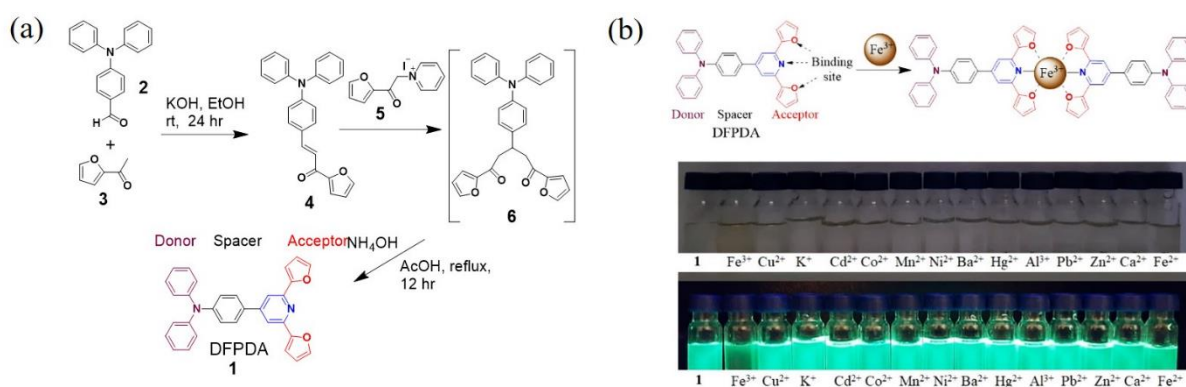 (a)
N
2
H
O
+
O
O
3
KOH, EtOH
rt, 24 hr
N
O
O
4
I⁻
N⁺
O
O
5
N
O
O
O
O
6
NH₄OH
AcOH, reflux,
12 hr
Donor Spacer Acceptor
N
N
O
O
DFPDA
1
(b)
N
N
O
O
Binding
site
Donor Spacer Acceptor
DFPDA
Fe³⁺
N
N
O
O
Fe³⁺
O
O
N
N
1 Fe³⁺ Cu²⁺ K⁺ Cd²⁺ Co²⁺ Mn²⁺ Ni²⁺ Ba²⁺ Hg²⁺ Al³⁺ Pb²⁺ Zn²⁺ Ca²⁺ Fe²⁺
1 Fe³⁺ Cu²⁺ K⁺ Cd²⁺ Co²⁺ Mn²⁺ Ni²⁺ Ba²⁺ Hg²⁺ Al³⁺ Pb²⁺ Zn²⁺ Ca²⁺ Fe²⁺